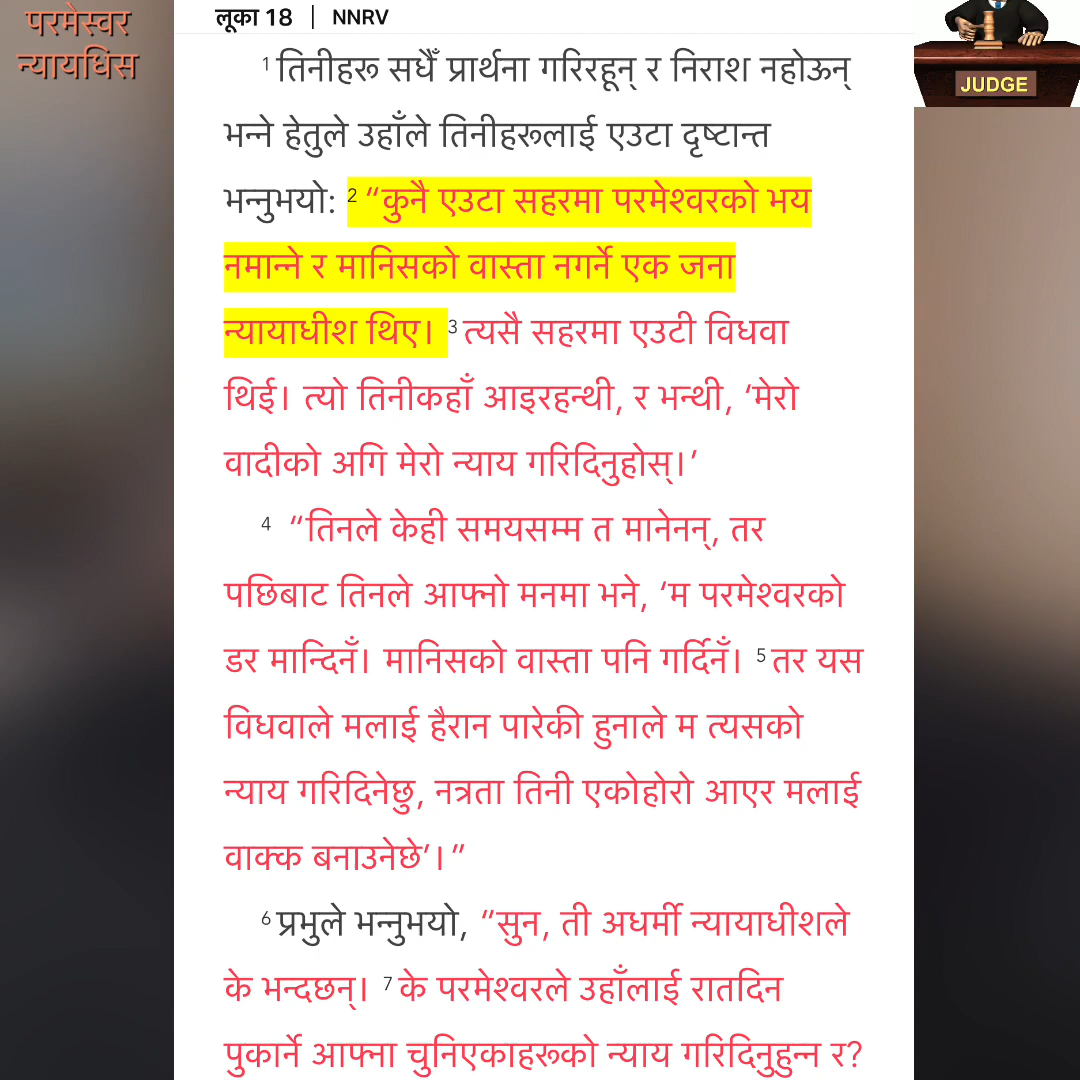 परमेस्वर
न्यायधिस
लूका 18 | NNRV
JUDGE
1 तिनीहरू सधैँ प्रार्थना गरिरहून् र निराश नहोऊन्
भन्ने हेतुले उहाँले तिनीहरूलाई एउटा दृष्टान्त
भन्नुभयो: 2 “कुनै एउटा सहरमा परमेश्वरको भय
नमान्ने र मानिसको वास्ता नगर्ने एक जना
न्यायाधीश थिए। 3 त्यसै सहरमा एउटी विधवा
थिई। त्यो तिनीकहाँ आइरहन्थी, र भन्थी, ‘मेरो
वादीको अगि मेरो न्याय गरिदिनुहोस्।’
4 “तिनले केही समयसम्म त मानेनन्, तर
पछिबाट तिनले आफ्नो मनमा भने, ‘म परमेश्वरको
डर मान्दिनँ। मानिसको वास्ता पनि गर्दिनँ। 5 तर यस
विधवाले मलाई हैरान पारेकी हुनाले म त्यसको
न्याय गरिदिनेछु, नत्रता तिनी एकोहोरो आएर मलाई
वाक्क बनाउनेछे’।”
6 प्रभुले भन्नुभयो, “सुन, ती अधर्मी न्यायाधीशले
के भन्दछन्। 7 के परमेश्वरले उहाँलाई रातदिन
पुकार्ने आफ्ना चुनिएकाहरूको न्याय गरिदिनुहुन्न र?